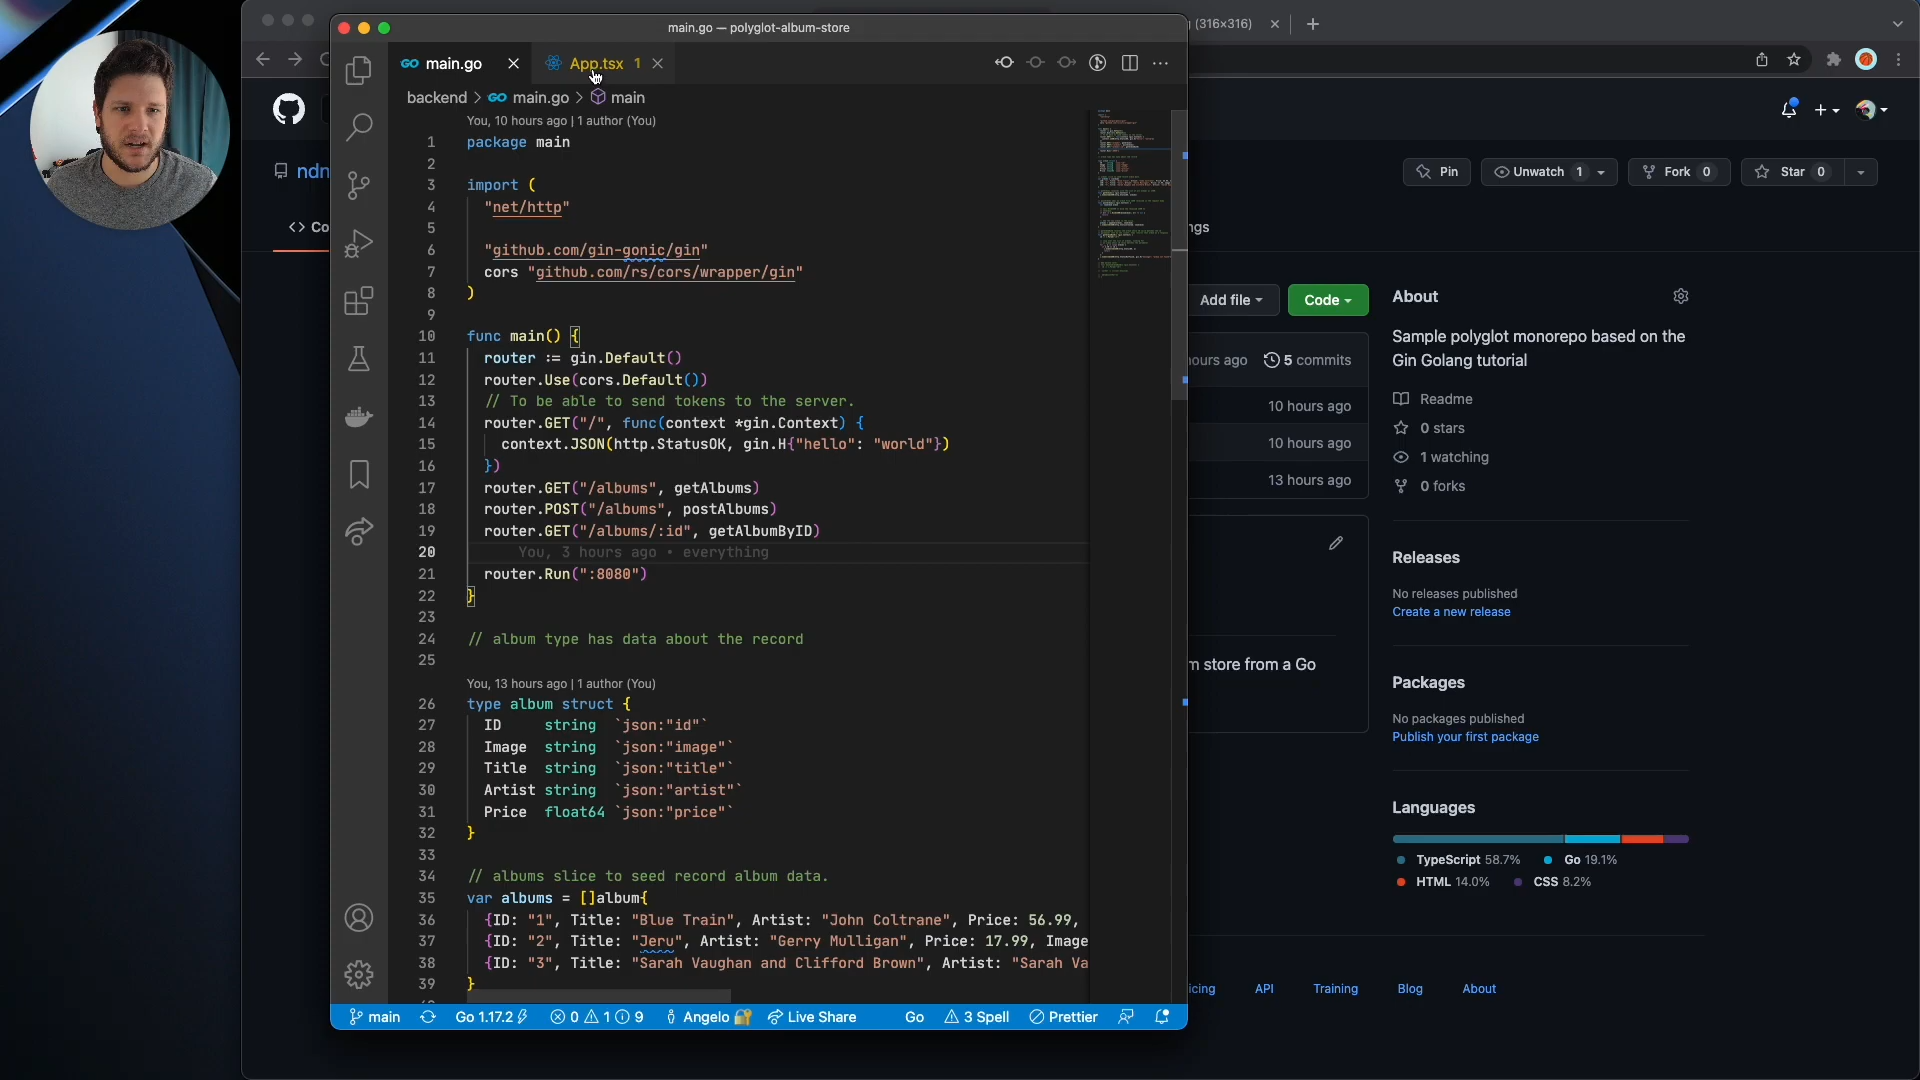 main.go — polyglot-album-store
(316×316)
GO main.go
App.tsx 1
backend > GO main.go > main
You, 10 hours ago | 1 author (You)
1 package main
2
3 import (
4 "net/http"
5
6 "github.com/gin-gonic/gin"
7 cors "github.com/rs/cors/wrapper/gin"
8 )
9
10 func main() {
11 router := gin.Default()
12 router.Use(cors.Default())
13 // To be able to send tokens to the server.
14 router.GET("/", func(context *gin.Context) {
15 context.JSON(http.StatusOK, gin.H{"hello": "world"})
16 })
17 router.GET("/albums", getAlbums)
18 router.POST("/albums", postAlbums)
19 router.GET("/albums/:id", getAlbumByID)
20 You, 3 hours ago • everything
21 router.Run(":8080")
22 }
23
24 // album type has data about the record
25
You, 13 hours ago | 1 author (You)
26 type album struct {
27 ID string `json:"id"`
28 Image string `json:"image"`
29 Title string `json:"title"`
30 Artist string `json:"artist"`
31 Price float64 `json:"price"`
32 }
33
34 // albums slice to seed record album data.
35 var albums = []album{
36 {ID: "1", Title: "Blue Train", Artist: "John Coltrane", Price: 56.99,
37 {ID: "2", Title: "Jeru", Artist: "Gerry Mulligan", Price: 17.99, Image
38 {ID: "3", Title: "Sarah Vaughan and Clifford Brown", Artist: "Sarah Va
39 }
main Go 1.17.2 0 1 9 Angelo Live Share Go 3 Spell Prettier
ndn
<> Co
ngs
Pin
Unwatch 1
Fork 0
Star 0
Add file
Code
ours ago 5 commits
10 hours ago
10 hours ago
13 hours ago
m store from a Go
About
Sample polyglot monorepo based on the
Gin Golang tutorial
Readme
0 stars
1 watching
0 forks
Releases
No releases published
Create a new release
Packages
No packages published
Publish your first package
Languages
TypeScript 58.7% Go 19.1%
HTML 14.0% CSS 8.2%
icing API Training Blog About